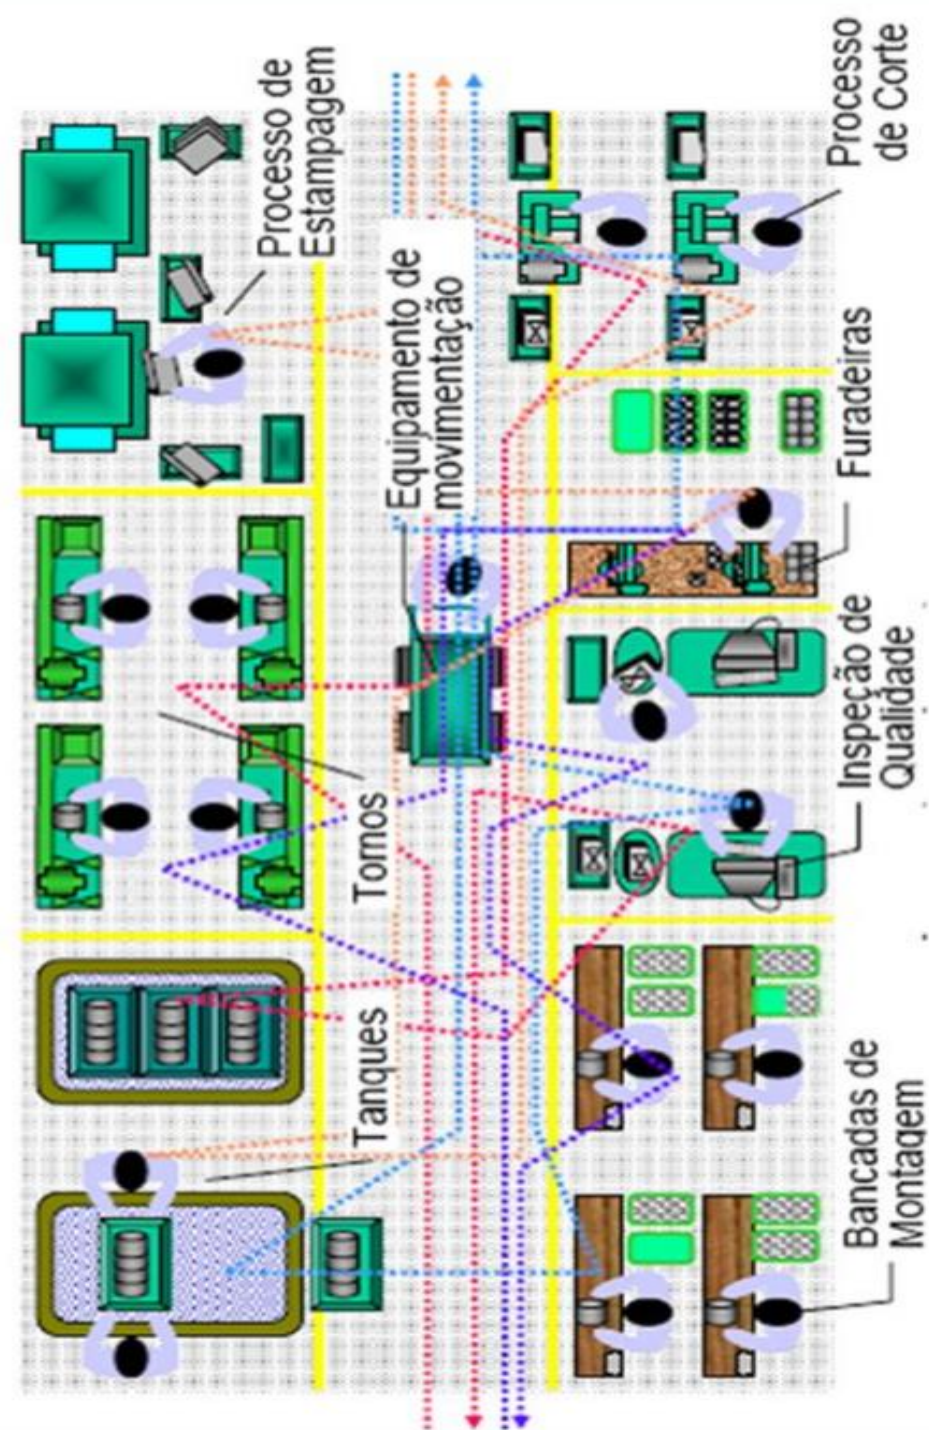 Processo de
Estampagem
Processo
de Corte
Equipamento de
movimentação
Furadeiras
Tornos
Inspeção de
Qualidade
Tanques
Bancadas de
Montagem